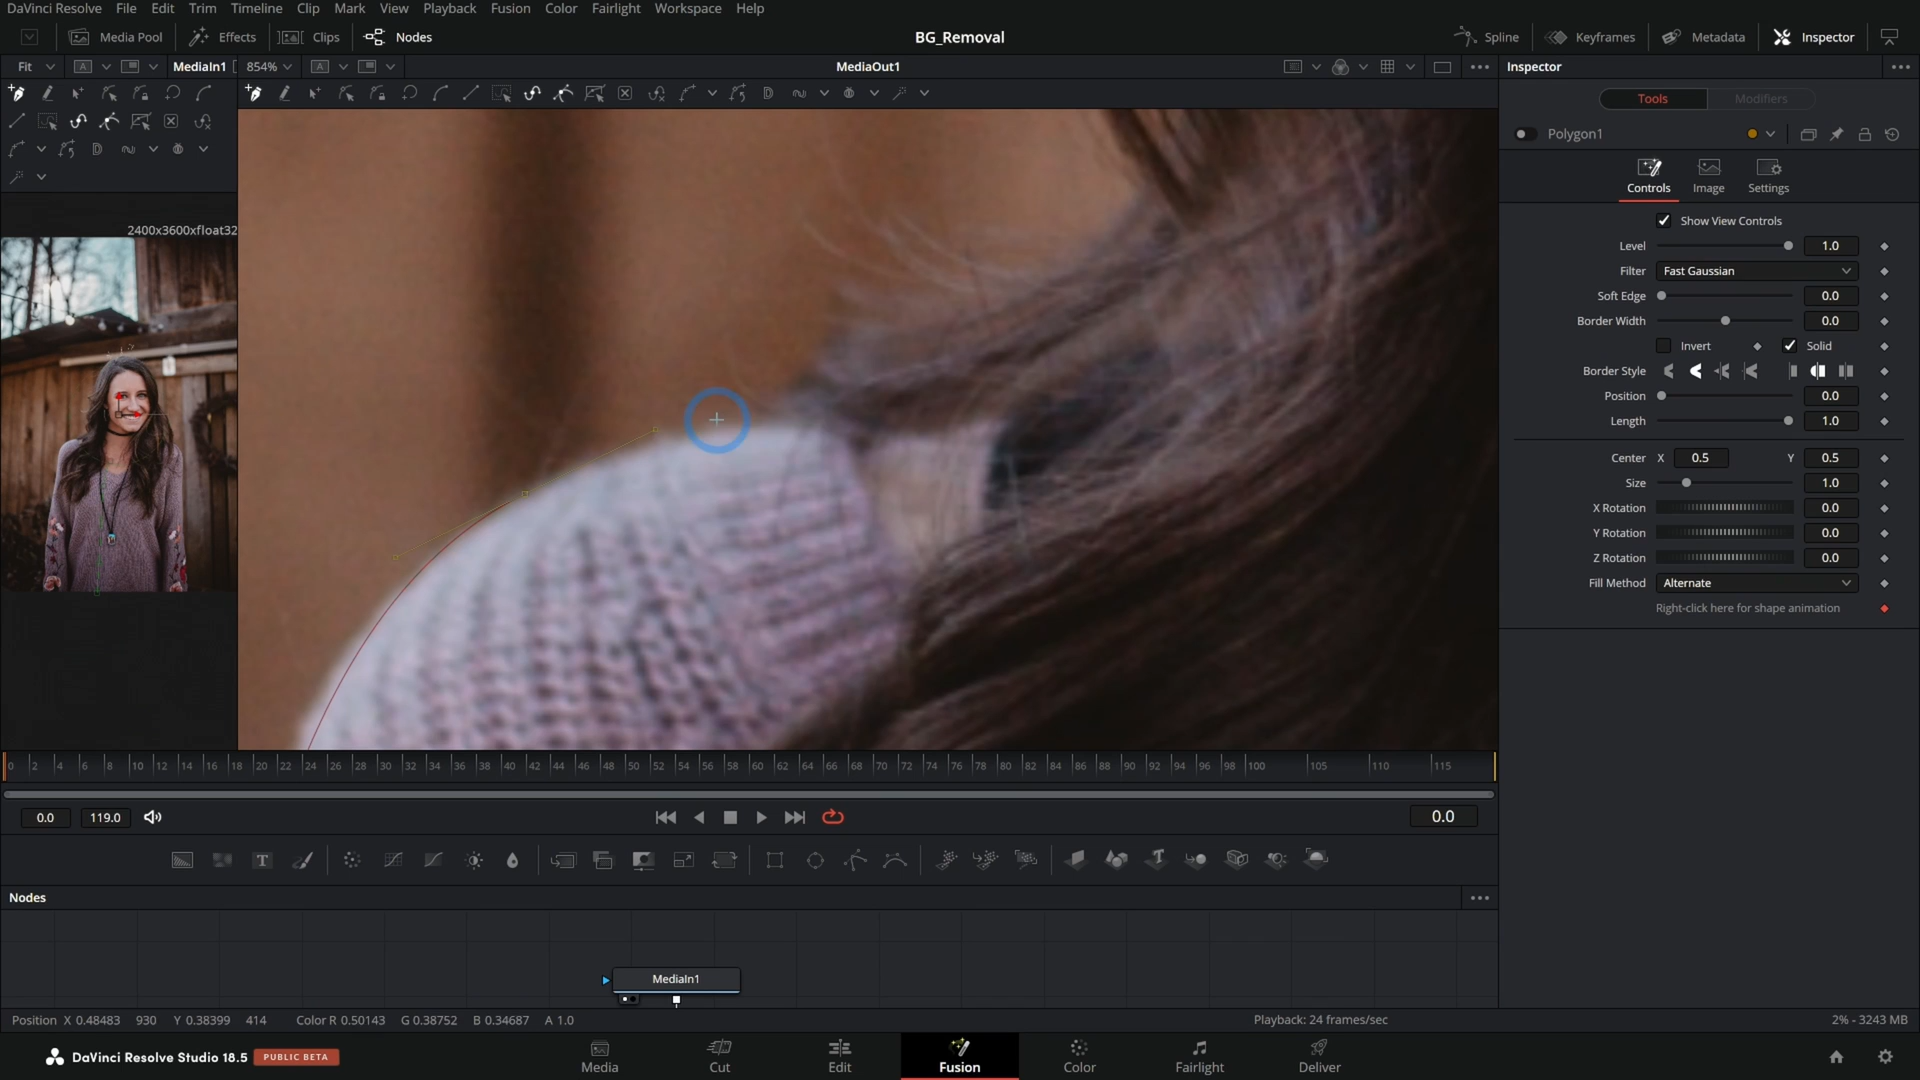 DaVinci Resolve File Edit Trim Timeline Clip Mark View Playback Fusion Color Fairlight Workspace Help
Media Pool Effects Clips Nodes BG_Removal Spline Keyframes Metadata Inspector
Fit A MediaIn1 854% A MediaOut1 Inspector
Tools Modifiers
Polygon1
Controls Image Settings
Show View Controls
2400x3600xfloat32
Level 1.0
Filter Fast Gaussian
Soft Edge 0.0
Border Width 0.0
Invert Solid
Border Style
Position 0.0
Length 1.0
Center X 0.5 Y 0.5
Size 1.0
X Rotation 0.0
Y Rotation 0.0
Z Rotation 0.0
Fill Method Alternate
Right-click here for shape animation
0 2 4 6 8 10 12 14 16 18 20 22 24 26 28 30 32 34 36 38 40 42 44 46 48 50 52 54 56 58 60 62 64 66 68 70 72 74 76 78 80 82 84 86 88 90 92 94 96 98 100 105 110 115
0.0 119.0 0.0
Nodes
MediaIn1
Position X 0.48483 930 Y 0.38399 414 Color R 0.50143 G 0.38752 B 0.34687 A 1.0 Playback: 24 frames/sec 2% - 3243 MB
DaVinci Resolve Studio 18.5 PUBLIC BETA
Media Cut Edit Fusion Color Fairlight Deliver